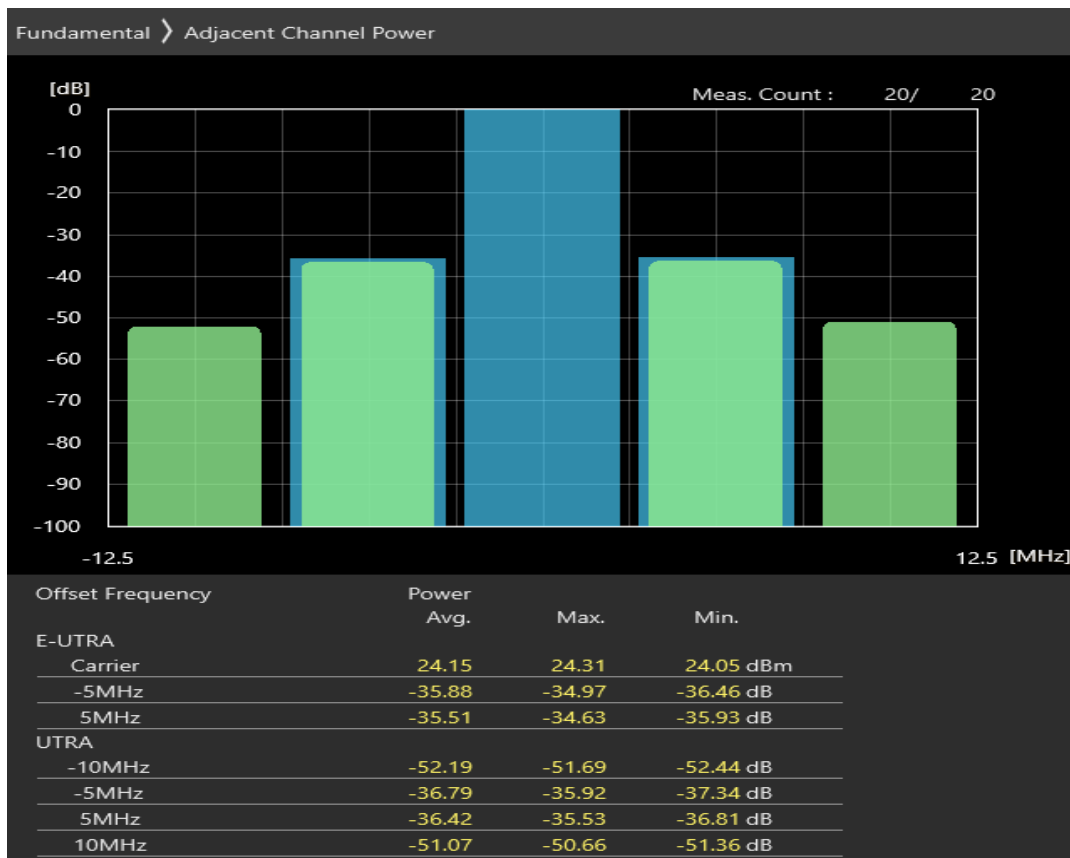 Fundamental 〉 Adjacent Channel Power
[dB]
Meas. Count : 20/ 20
0
-10
-20
-30
-40
-50
-60
-70
-80
-90
-100
-12.5 12.5 [MHz]
Offset Frequency Power
Avg. Max. Min.
E-UTRA
Carrier 24.15 24.31 24.05 dBm
-5MHz -35.88 -34.97 -36.46 dB
5MHz -35.51 -34.63 -35.93 dB
UTRA
-10MHz -52.19 -51.69 -52.44 dB
-5MHz -36.79 -35.92 -37.34 dB
5MHz -36.42 -35.53 -36.81 dB
10MHz -51.07 -50.66 -51.36 dB